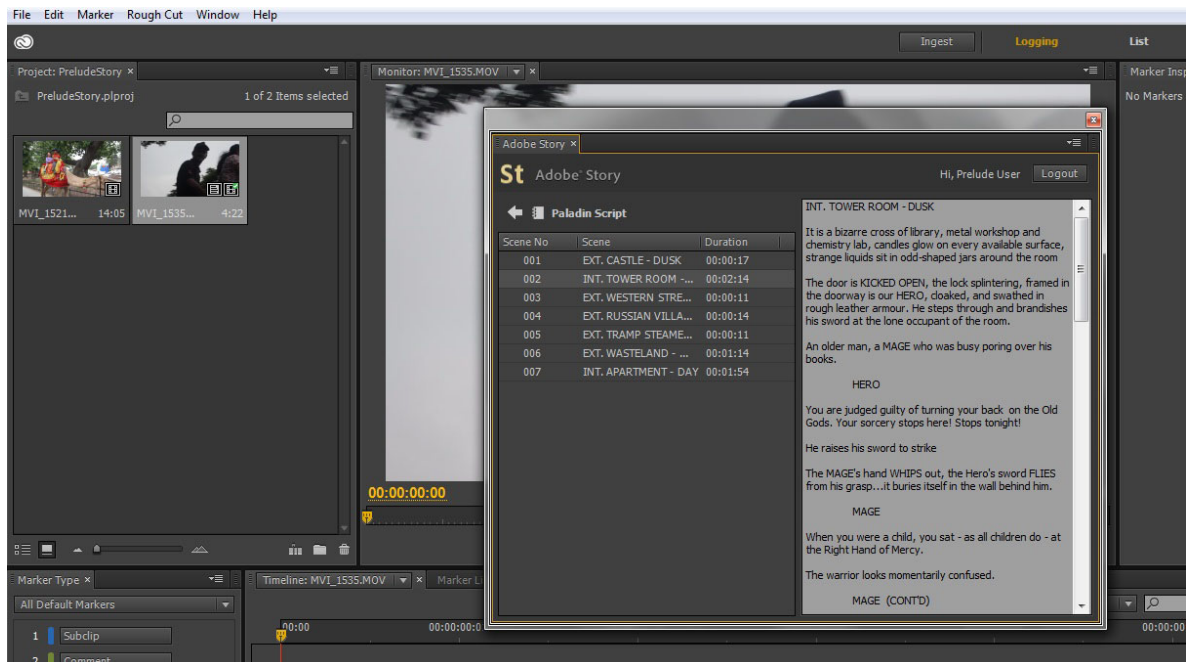 File Edit Marker Rough Cut Window Help
Ingest Logging List
Project: PreludeStory ×
PreludeStory.plproj 1 of 2 Items selected
MVI_1521... 14:05 MVI_1535... 4:22
Monitor: MVI_1535.MOV ×
00:00:00:00
Marker Insp
No Markers
Adobe Story ×
St Adobe® Story Hi, Prelude User Logout
Paladin Script
Scene No Scene Duration
001 EXT. CASTLE - DUSK 00:00:17
002 INT. TOWER ROOM -... 00:02:14
003 EXT. WESTERN STRE... 00:00:11
004 EXT. RUSSIAN VILLA... 00:00:14
005 EXT. TRAMP STEAME... 00:00:11
006 EXT. WASTELAND - ... 00:01:14
007 INT. APARTMENT - DAY 00:01:54
INT. TOWER ROOM - DUSK
It is a bizarre cross of library, metal workshop and
chemistry lab, candles glow on every available surface,
strange liquids sit in odd-shaped jars around the room
The door is KICKED OPEN, the lock splintering, framed in
the doorway is our HERO, cloaked, and swathed in
rough leather armour. He steps through and brandishes
his sword at the lone occupant of the room.
An older man, a MAGE who was busy poring over his
books.
HERO
You are judged guilty of turning your back on the Old
Gods. Your sorcery stops here! Stops tonight!
He raises his sword to strike
The MAGE's hand WHIPS out, the Hero's sword FLIES
from his grasp...it buries itself in the wall behind him.
MAGE
When you were a child, you sat - as all children do - at
the Right Hand of Mercy.
The warrior looks momentarily confused.
MAGE (CONT'D)
Marker Type ×
All Default Markers
1 Subclip
2 Comment
Timeline: MVI_1535.MOV × Marker Li
00:00 00:00:00:0 00:00:00